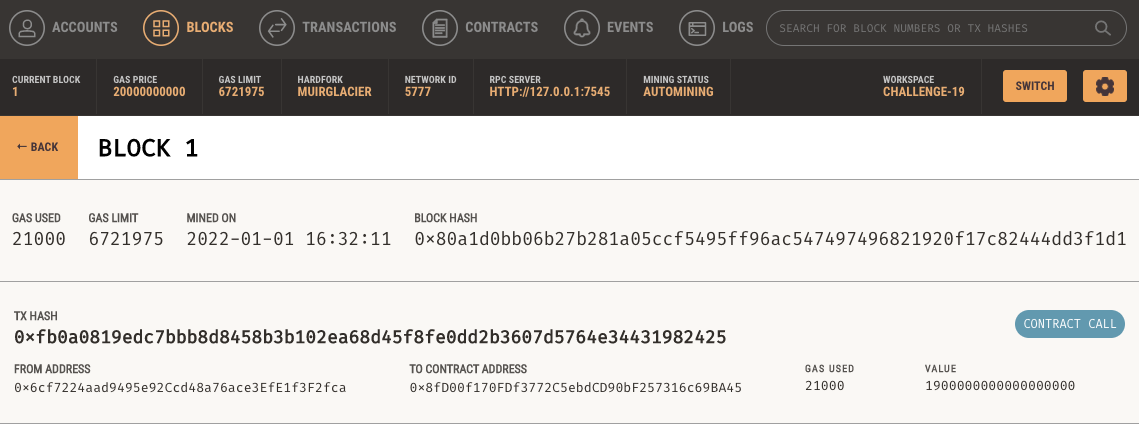 ACCOUNTS BLOCKS TRANSACTIONS CONTRACTS EVENTS LOGS SEARCH FOR BLOCK NUMBERS OR TX HASHES
CURRENT BLOCK GAS PRICE GAS LIMIT HARDFORK NETWORK ID RPC SERVER MINING STATUS WORKSPACE
1 20000000000 6721975 MUIRGLACIER 5777 HTTP://127.0.0.1:7545 AUTOMINING CHALLENGE-19 SWITCH
← BACK BLOCK 1
GAS USED GAS LIMIT MINED ON BLOCK HASH
21000 6721975 2022-01-01 16:32:11 0×80a1d0bb06b27b281a05ccf5495ff96ac547497496821920f17c82444dd3f1d1
TX HASH
0×fb0a0819edc7bbb8d8458b3b102ea68d45f8fe0dd2b3607d5764e34431982425 CONTRACT CALL
FROM ADDRESS TO CONTRACT ADDRESS GAS USED VALUE
0×6cf7224aad9495e92Ccd48a76ace3EfE1f3F2fca 0×8fD00f170FDf3772C5ebdCD90bF257316c69BA45 21000 1900000000000000000